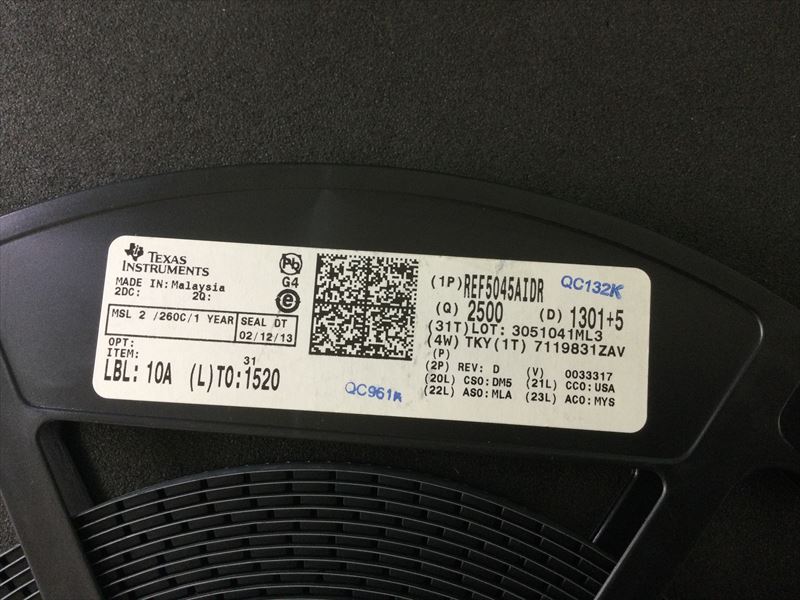 TEXAS
INSTRUMENTS
MADE IN: Malaysia
2DC: 2Q:
MSL 2 /260C/1 YEAR SEAL DT
02/12/13
OPT:
ITEM:
31
LBL: 10A (L)TO:1520
Pb
G4
e
(1P)REF5045AIDR QC132K
(Q) 2500 (D) 1301+5
(31T)LOT: 3051041ML3
(4W) TKY(1T) 7119831ZAV
(P)
(2P) REV: D (V) 0033317
(20L) CSO:DM5 (21L) CCO:USA
(22L) ASO:MLA (23L) ACO:MYS
QC961K